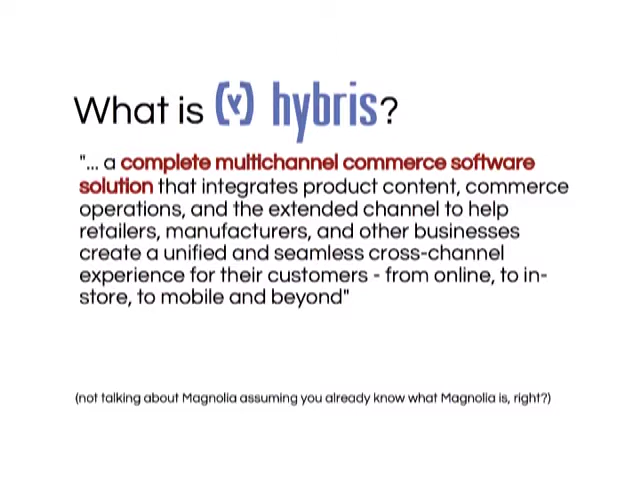 What is (y) hybris?
"... a complete multichannel commerce software
solution that integrates product content, commerce
operations, and the extended channel to help
retailers, manufacturers, and other businesses
create a unified and seamless cross-channel
experience for their customers - from online, to in-
store, to mobile and beyond"
(not talking about Magnolia assuming you already know what Magnolia is, right?)